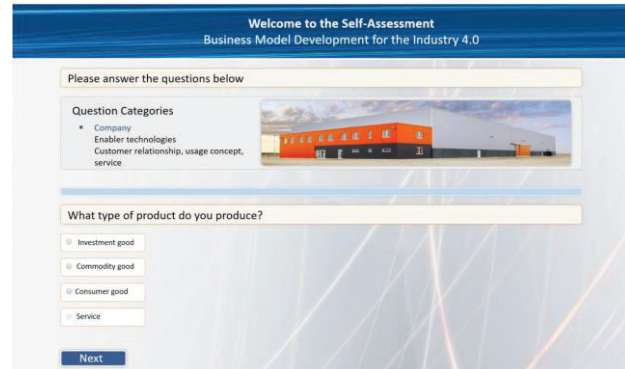 Welcome to the Self-Assessment
Business Model Development for the Industry 4.0
Please answer the questions below
Question Categories
Company
Enabler technologies
Customer relationship, usage concept,
service
What type of product do you produce?
Investment good
Commodity good
Consumer good
Service
Next